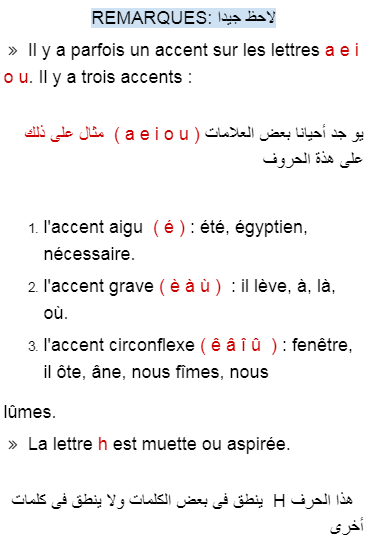 REMARQUES: لاحظ جيدا
» Il y a parfois un accent sur les lettres a e i
o u. Il y a trois accents :
يو جد أحيانا بعض العلامات ( a e i o u ) مثال على ذلك
على هذة الحروف
1. l'accent aigu ( é ) : été, égyptien,
nécessaire.
2. l'accent grave ( è à ù ) : il lève, à, là,
où.
3. l'accent circonflexe ( ê â î û ) : fenêtre,
il ôte, âne, nous fîmes, nous
lûmes.
» La lettre h est muette ou aspirée.
هذا الحرف H ينطق فى بعض الكلمات ولا ينطق فى كلمات
أخرى